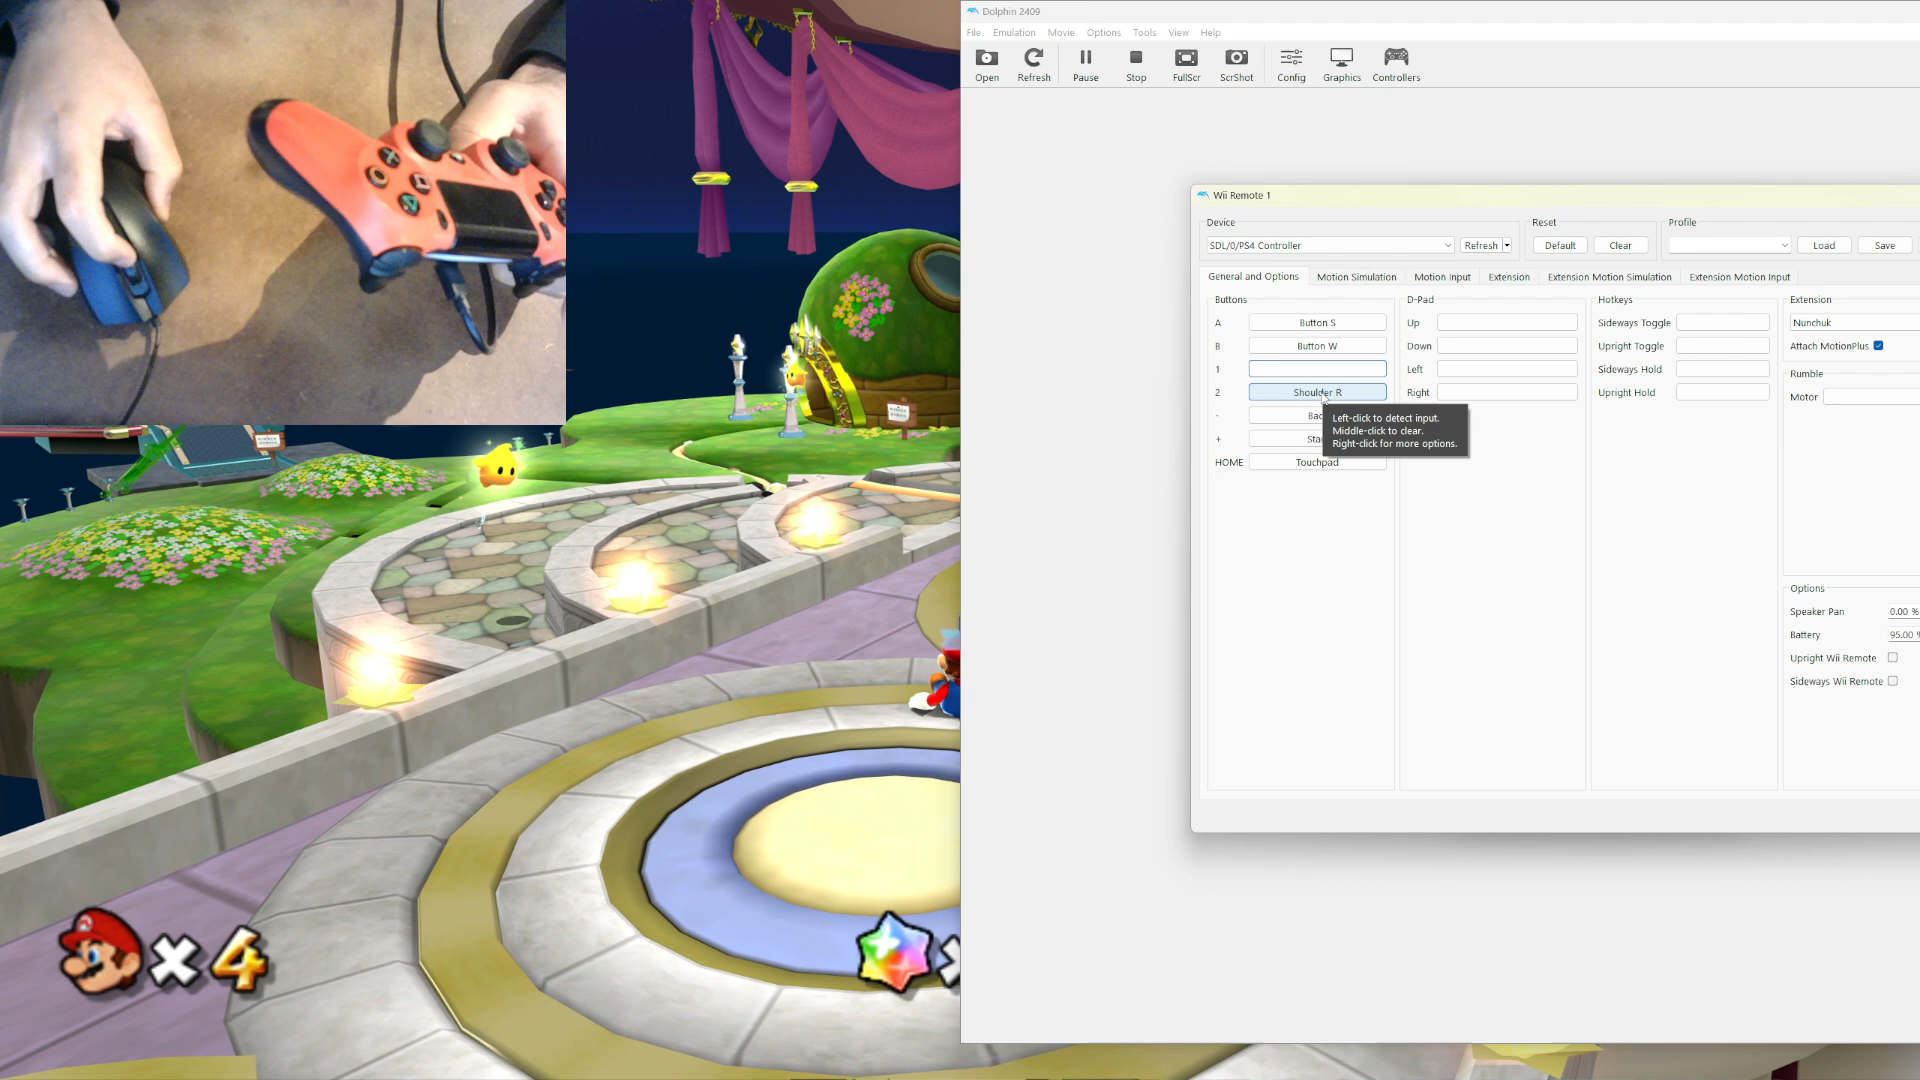 Dolphin 2409
File Emulation Movie Options Tools View Help
Open Refresh Pause Stop FullScr ScrShot Config Graphics Controllers
Wii Remote 1
Device Reset Profile
SDL/0/PS4 Controller Refresh Default Clear Load Save
General and Options Motion Simulation Motion Input Extension Extension Motion Simulation Extension Motion Input
Buttons D-Pad Hotkeys Extension
A Button S Up Sideways Toggle Nunchuk
B Button W Down Upright Toggle Attach MotionPlus
1 Left Sideways Hold Rumble
2 Shoulder R Right Upright Hold Motor
- Bac
+ Sta
HOME Touchpad
Left-click to detect input.
Middle-click to clear.
Right-click for more options.
Options
Speaker Pan 0.00 %
Battery 95.00 %
Upright Wii Remote
Sideways Wii Remote
×4
×